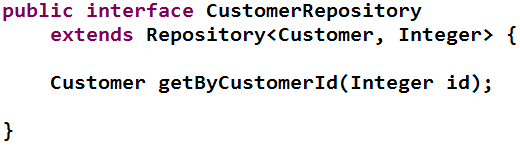 public interface CustomerRepository
extends Repository<Customer, Integer> {
Customer getByCustomerId(Integer id);
}